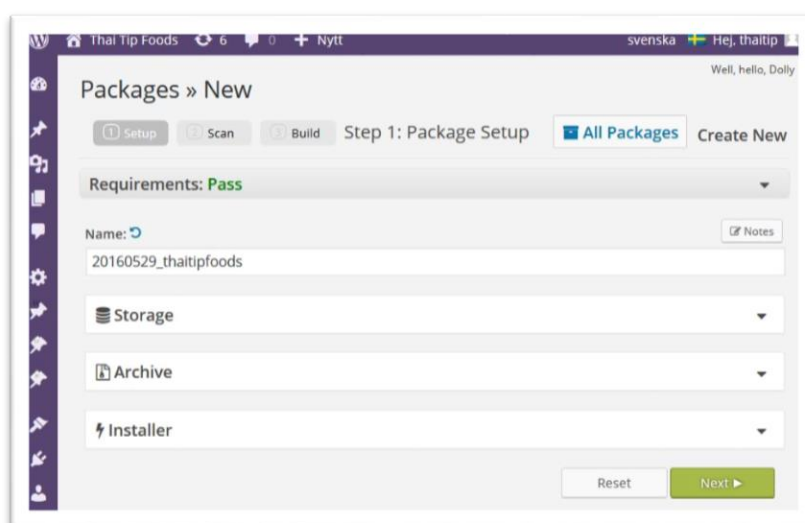 Thai Tip Foods 6 0 + Nytt svenska Hej, thaitip
Well, hello, Dolly
Packages » New
1 Setup 2 Scan 3 Build Step 1: Package Setup All Packages Create New
Requirements: Pass
Name: Notes
20160529_thaitipfoods
Storage
Archive
Installer
Reset Next ►